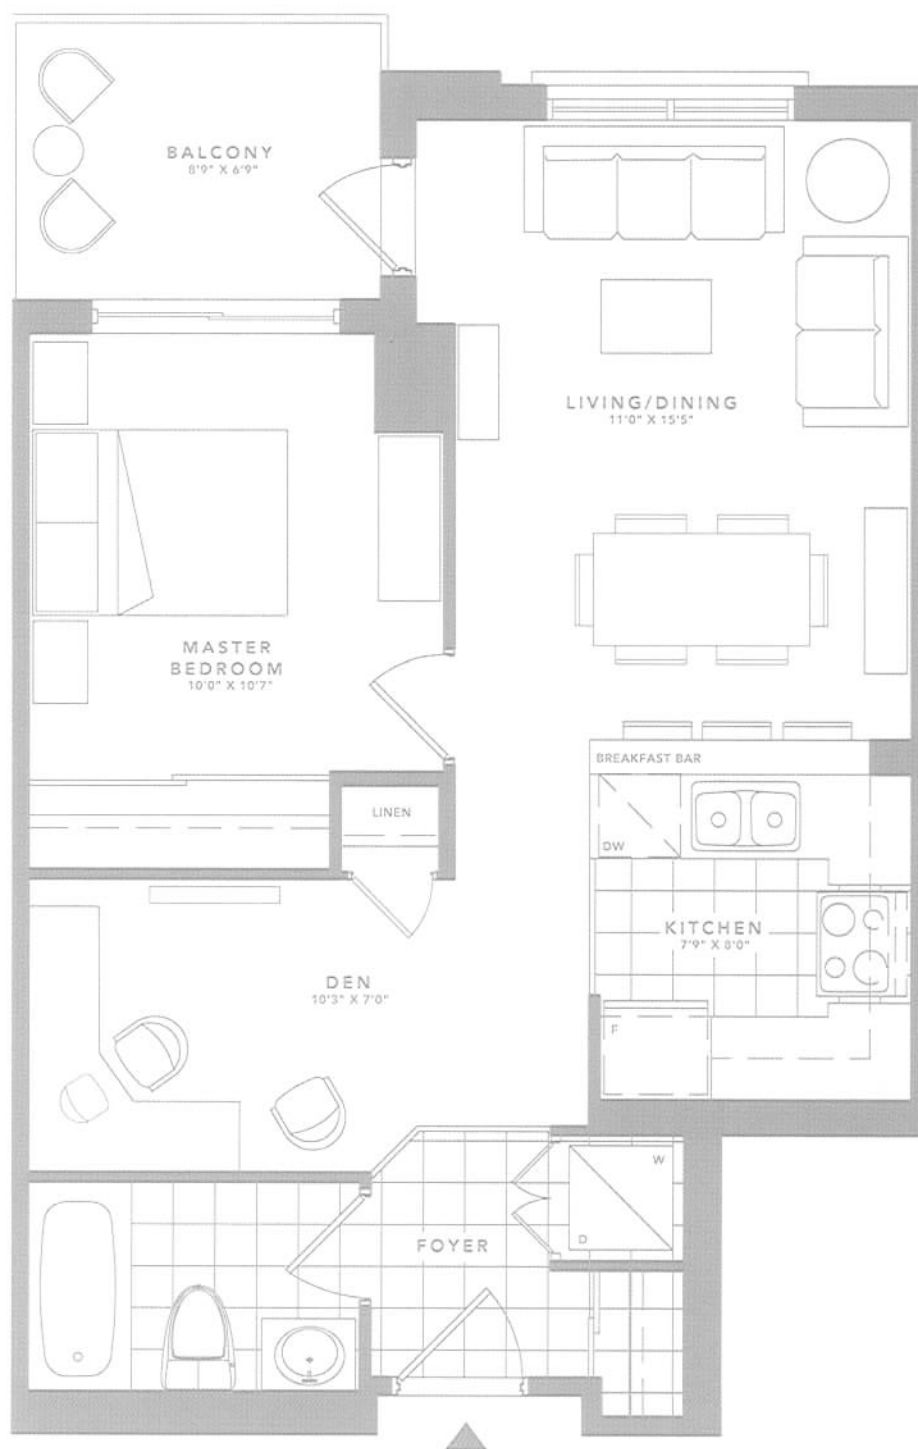 BALCONY
8'9" X 6'9"
LIVING/DINING
11'0" X 15'5"
MASTER
BEDROOM
10'0" X 10'7"
BREAKFAST BAR
LINEN
DW
KITCHEN
7'9" X 8'0"
DEN
10'3" X 7'0"
F
W
D
FOYER